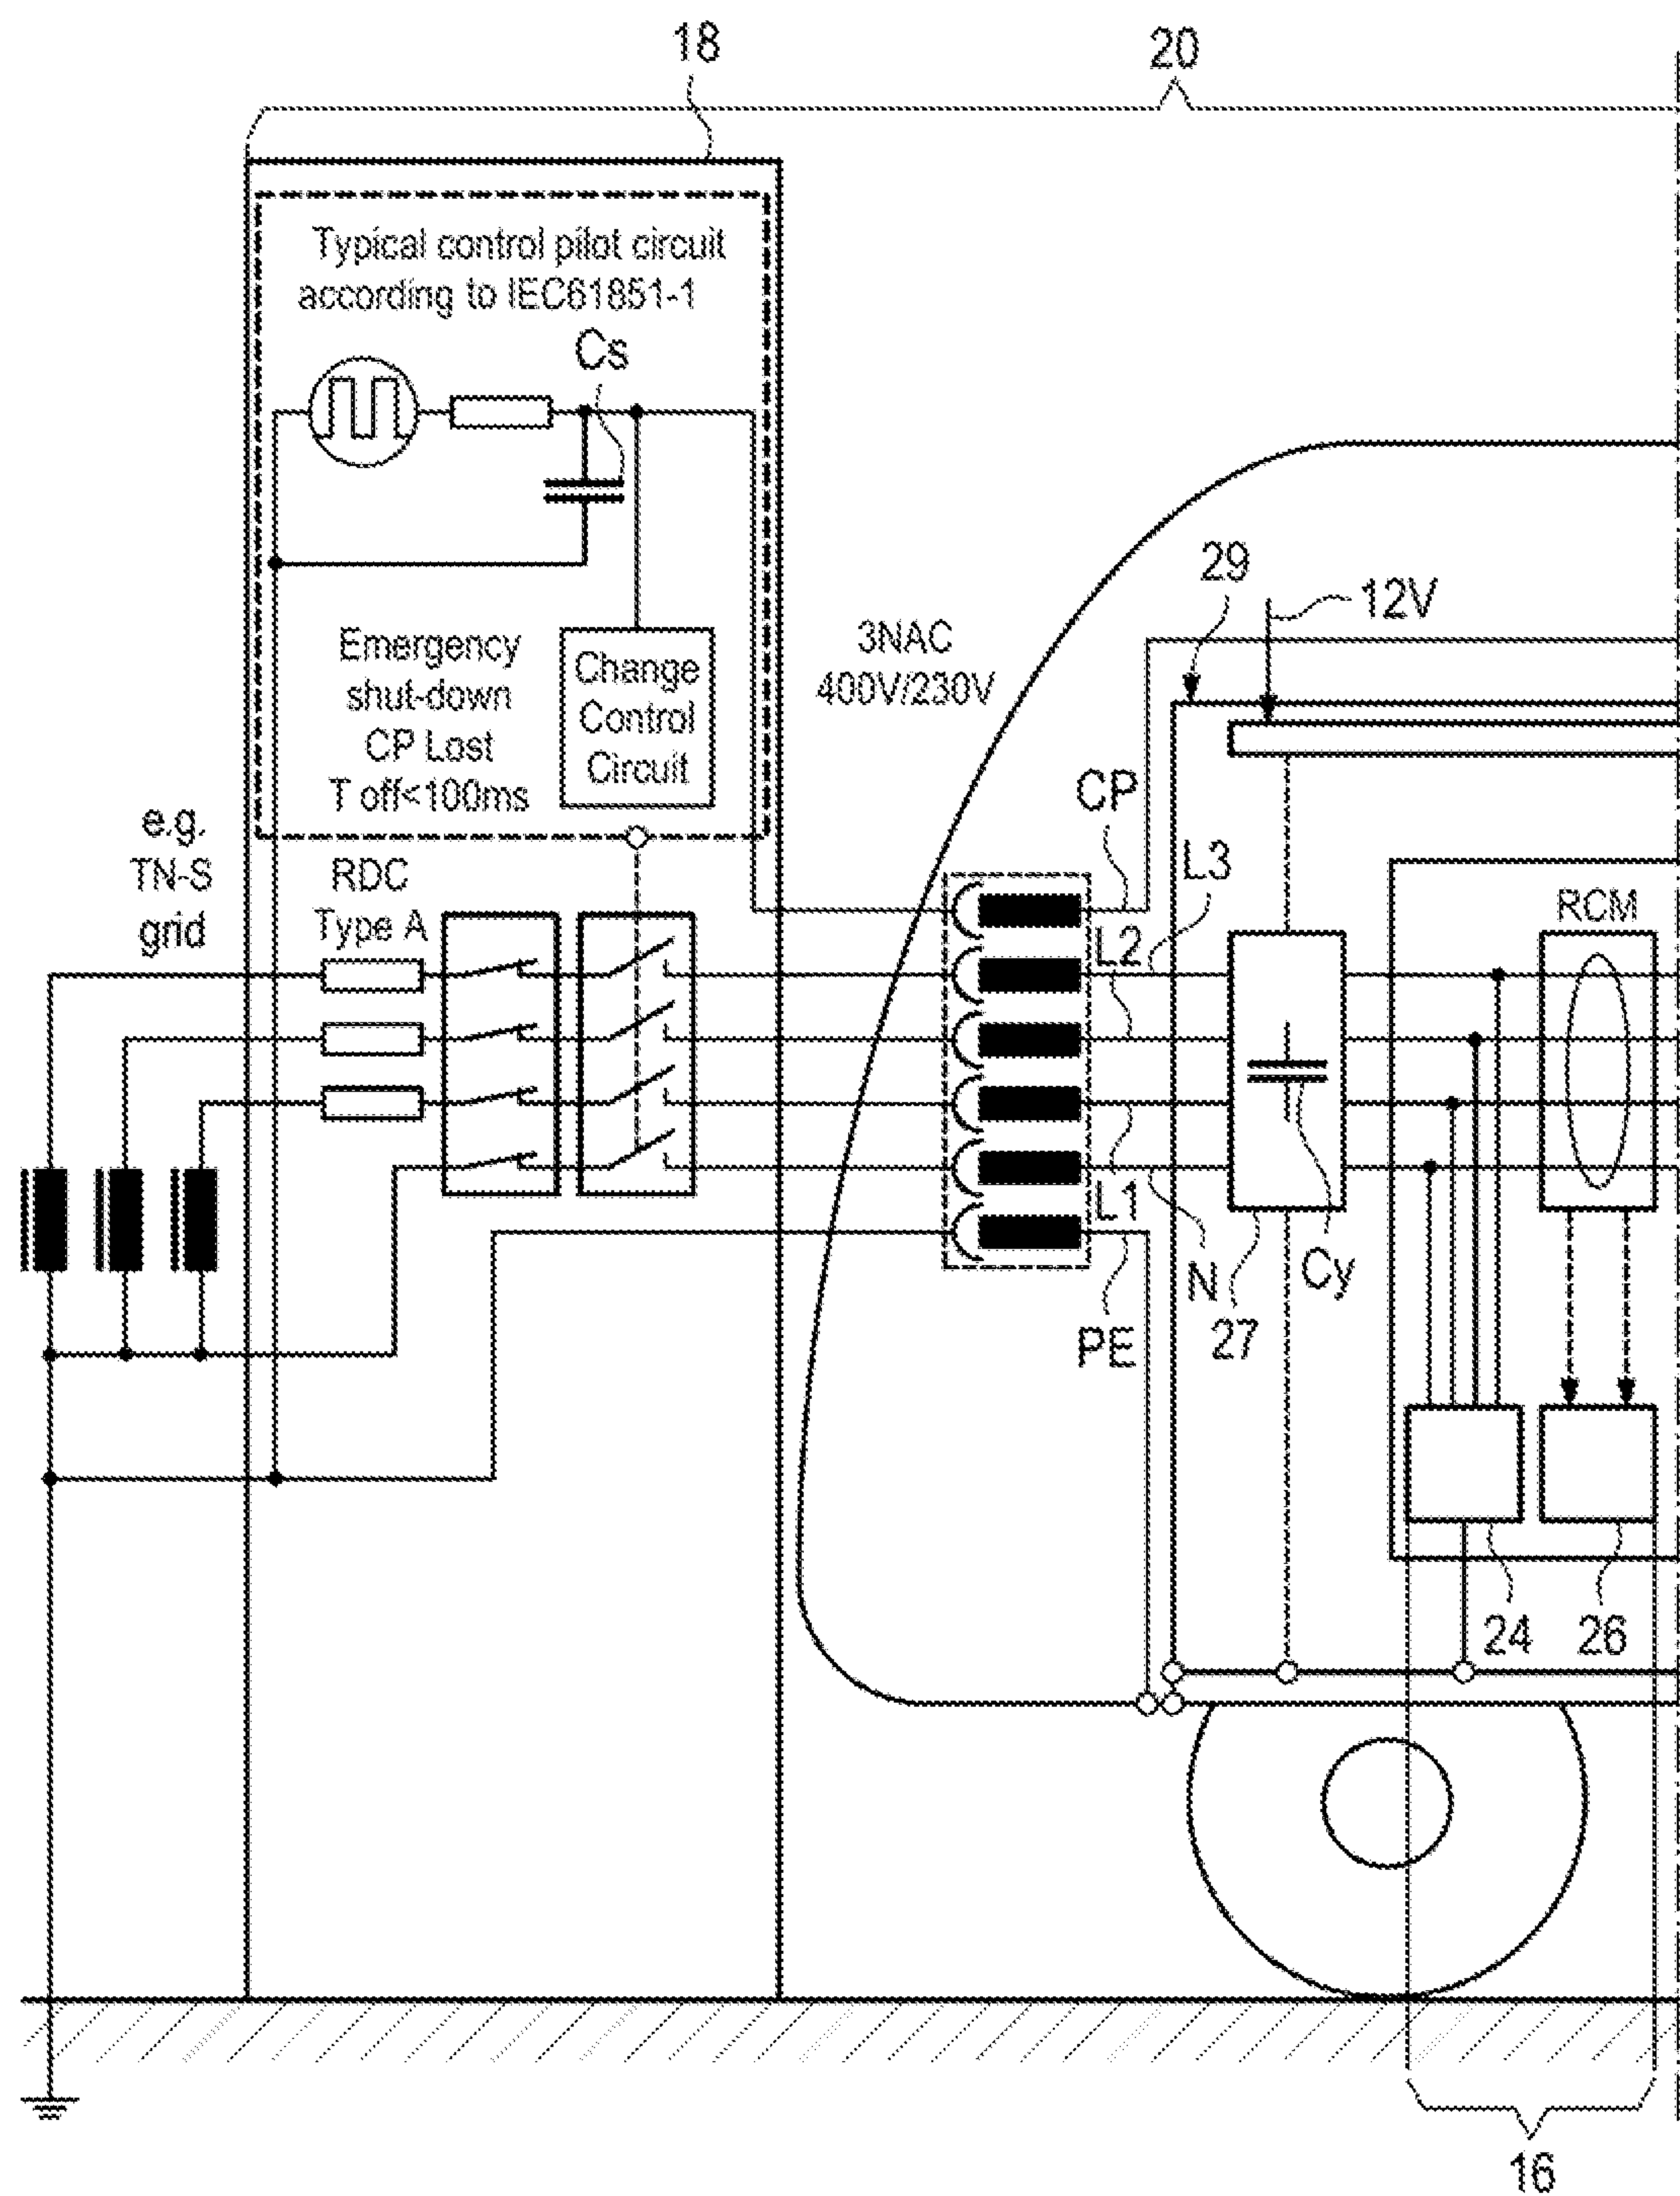 18
20
Typical control pilot circuit
according to IEC61851-1
Cs
29
12V
Emergency
shut-down
CP Lost
T off<100ms
Change
Control
Circuit
3NAC
400V/230V
CP
L3
e.g.
TN-S
grid
RDC
Type A
RCM
L2
L1
N
Cy
PE
27
24
26
16